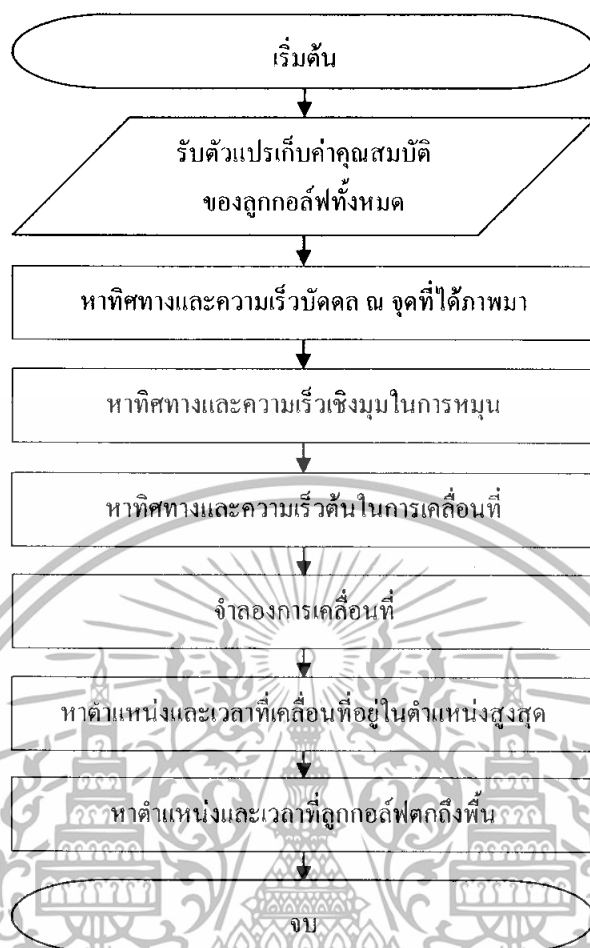 เริ่มต้น
รับตัวแปรเก็บค่าคุณสมบัติ
ของลูกกอล์ฟทั้งหมด
หาทิศทางและความเร็วบัดดล ณ จุดที่ได้ภาพมา
หาทิศทางและความเร็วเชิงมุมในการหมุน
หาทิศทางและความเร็วต้นในการเคลื่อนที่
จำลองการเคลื่อนที่
หาตำแหน่งและเวลาที่เคลื่อนที่อยู่ในตำแหน่งสูงสุด
หาตำแหน่งและเวลาที่ลูกกอล์ฟตกถึงพื้น
จบ